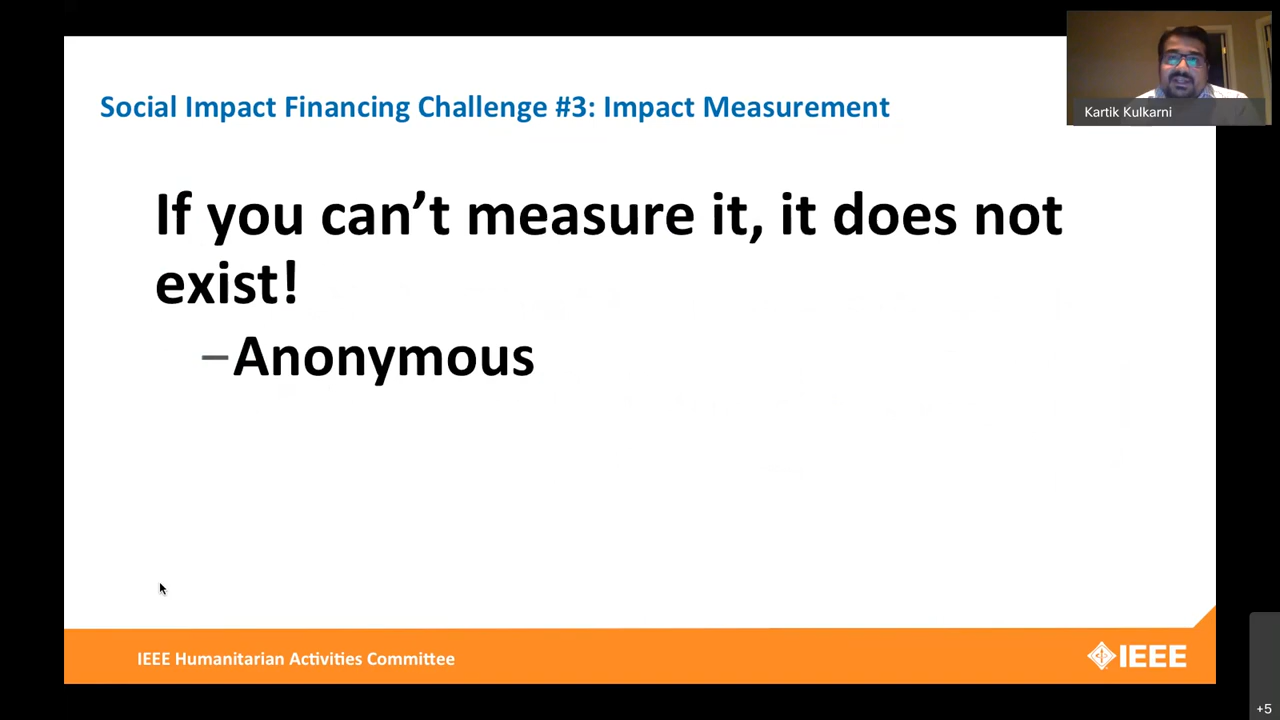 Social Impact Financing Challenge #3: Impact Measurement
Kartik Kulkarni
If you can’t measure it, it does not
exist!
–Anonymous
IEEE Humanitarian Activities Committee
IEEE
+5